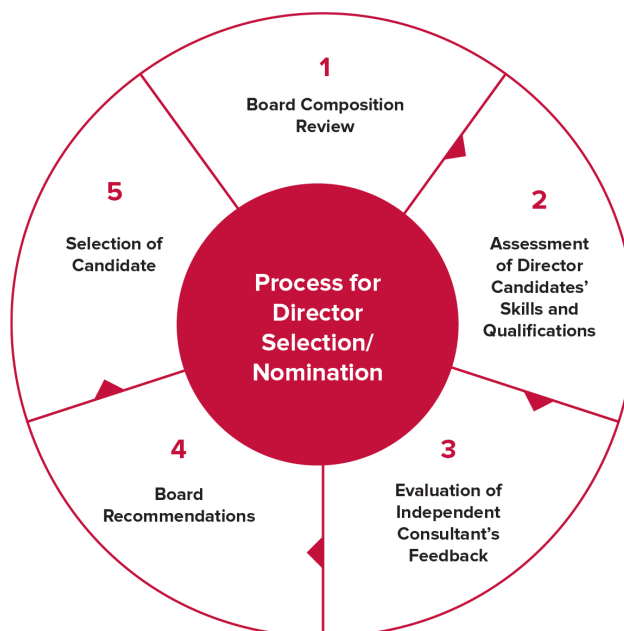 1
Board Composition
Review
2
Assessment
of Director
Candidates’
Skills and
Qualifications
3
Evaluation of
Independent
Consultant’s
Feedback
4
Board
Recommendations
5
Selection of
Candidate
Process for
Director
Selection/
Nomination